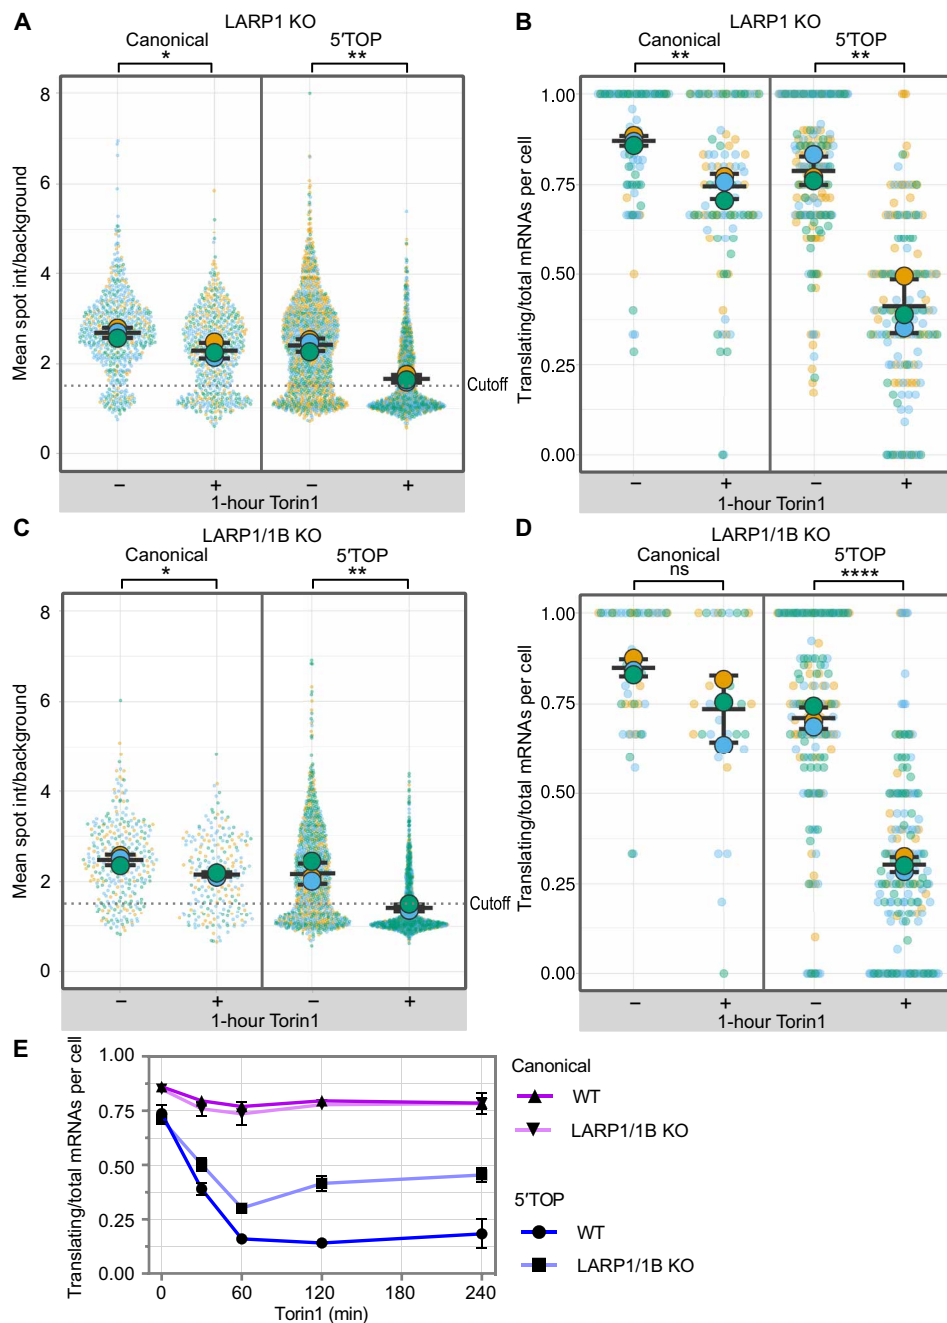 A
LARP1 KO
Canonical
5′TOP
*
**
Mean spot int/background
8
6
4
2
0
Cutoff
−
+
−
+
1-hour Torin1
B
LARP1 KO
Canonical
5′TOP
**
**
Translating/total mRNAs per cell
1.00
0.75
0.50
0.25
0.00
−
+
−
+
1-hour Torin1
C
LARP1/1B KO
Canonical
5′TOP
*
**
Mean spot int/background
8
6
4
2
0
Cutoff
−
+
−
+
1-hour Torin1
D
LARP1/1B KO
Canonical
5′TOP
ns
****
Translating/total mRNAs per cell
1.00
0.75
0.50
0.25
0.00
−
+
−
+
1-hour Torin1
E
Translating/total mRNAs per cell
1.00
0.75
0.50
0.25
0.00
0
60
120
180
240
Torin1 (min)
Canonical
WT
LARP1/1B KO
5′TOP
WT
LARP1/1B KO